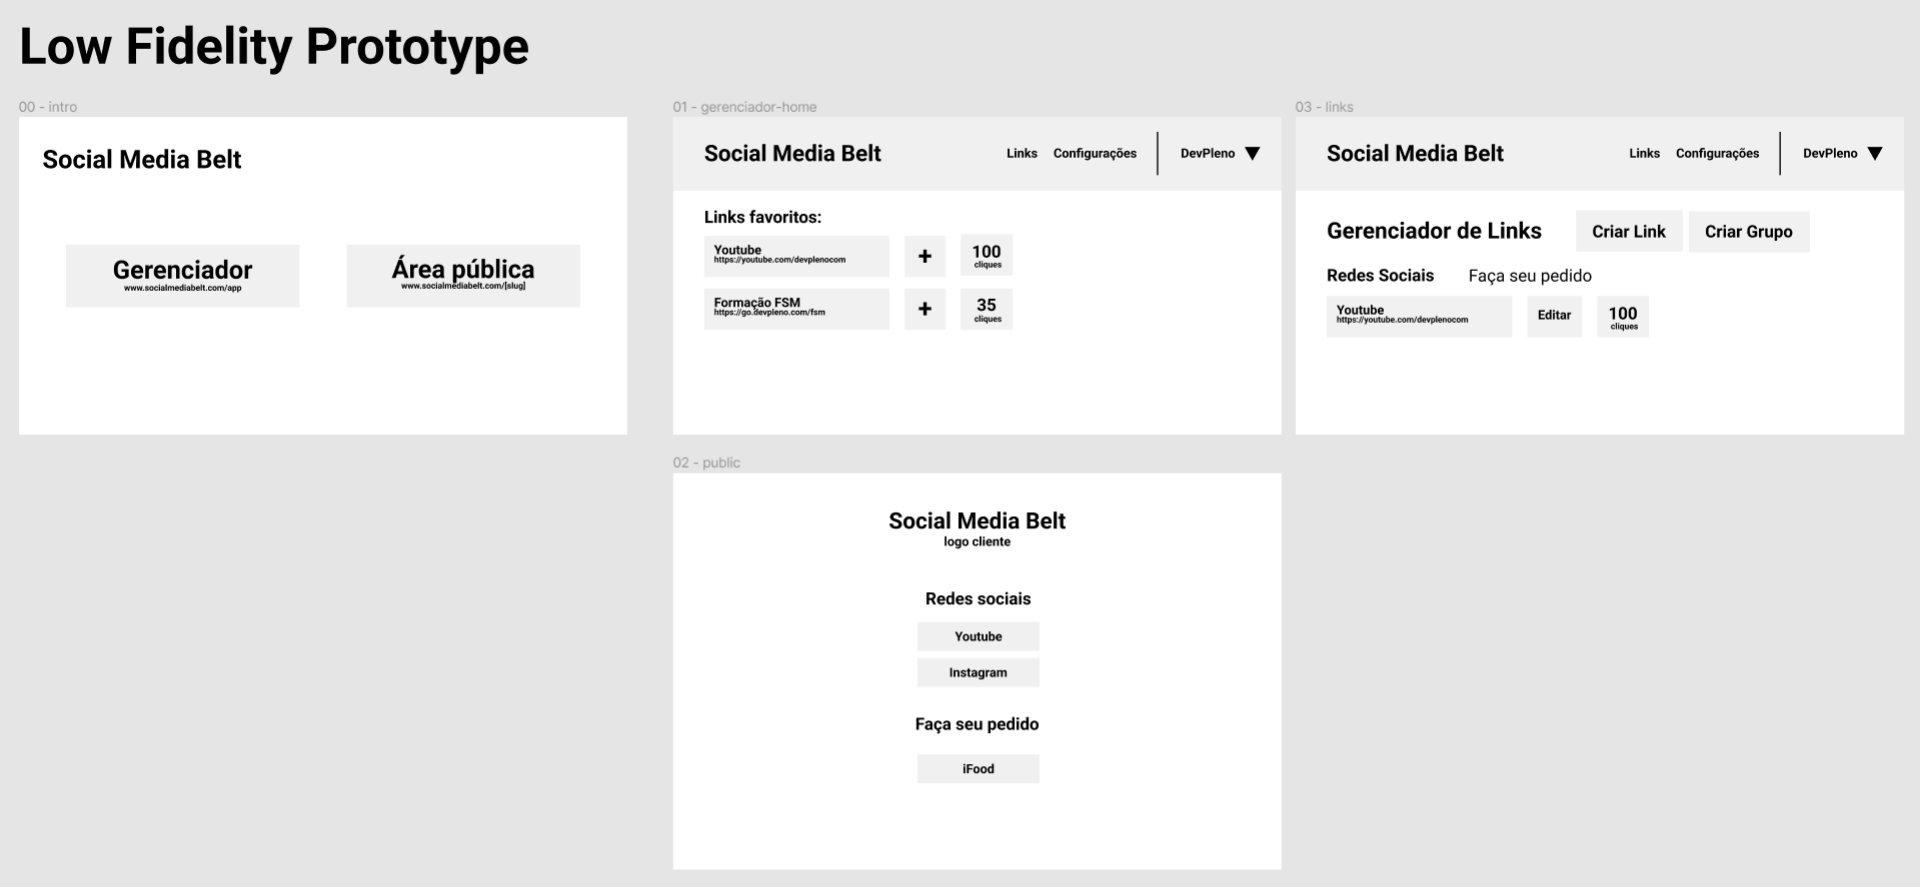 Low Fidelity Prototype
00 - intro
Social Media Belt
Gerenciador
www.socialmediabelt.com/app
Área pública
www.socialmediabelt.com/[slug]
01 - gerenciador-home
Social Media Belt
Links Configurações DevPleno
Links favoritos:
Youtube
https://youtube.com/devplenocom
+
100
cliques
Formação FSM
https://go.devpleno.com/fsm
+
35
cliques
03 - links
Social Media Belt
Links Configurações DevPleno
Gerenciador de Links
Criar Link
Criar Grupo
Redes Sociais Faça seu pedido
Youtube
https://youtube.com/devplenocom
Editar
100
cliques
02 - public
Social Media Belt
logo cliente
Redes sociais
Youtube
Instagram
Faça seu pedido
iFood